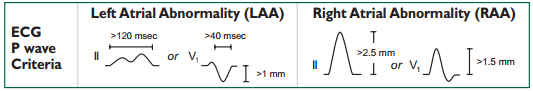 ECG
P wave
Criteria
Left Atrial Abnormality (LAA)
>120 msec
>40 msec
II
or V₁
>1 mm
Right Atrial Abnormality (RAA)
>2.5 mm
II
or V₁
>1.5 mm